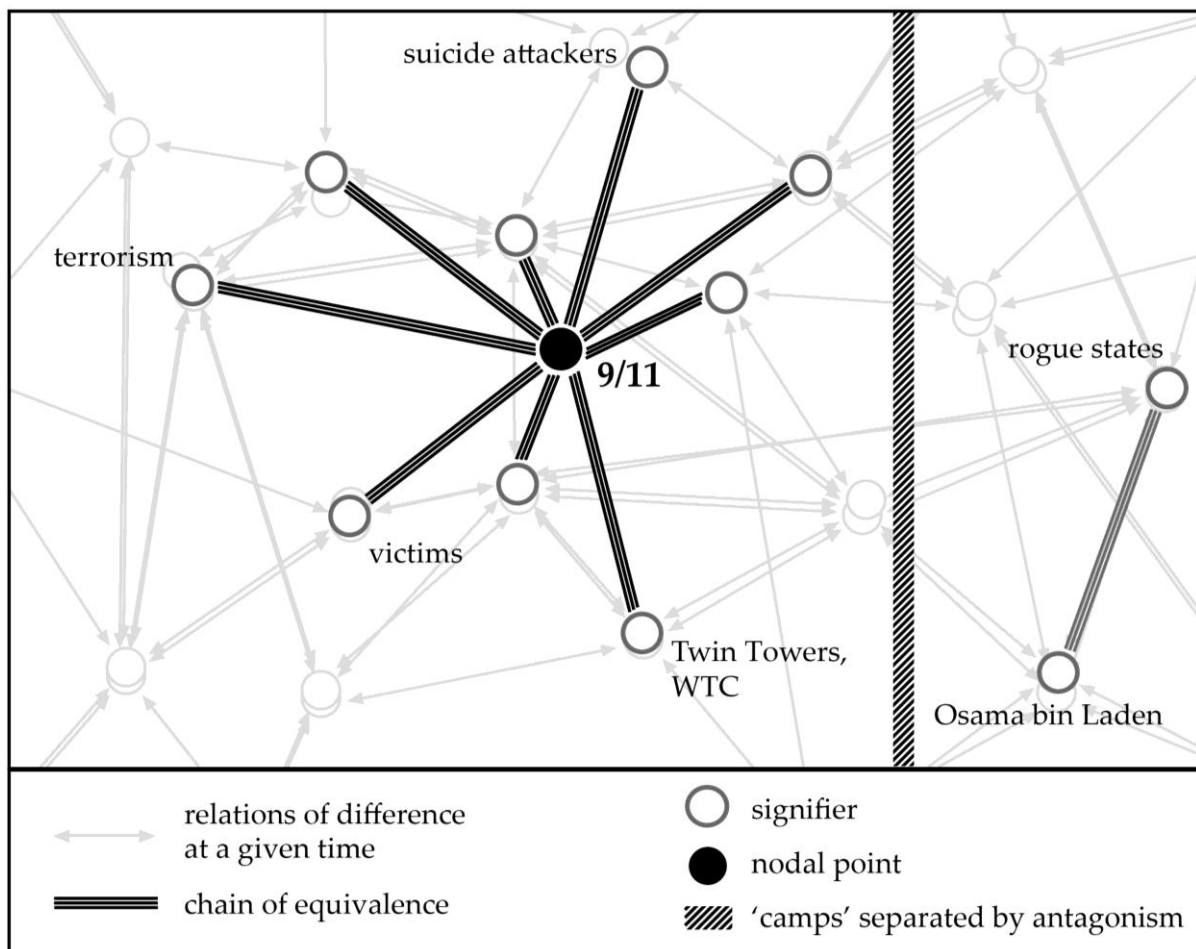 suicide attackers
terrorism
9/11
rogue states
victims
Twin Towers,
WTC
Osama bin Laden
relations of difference
at a given time
chain of equivalence
signifier
nodal point
‘camps’ separated by antagonism